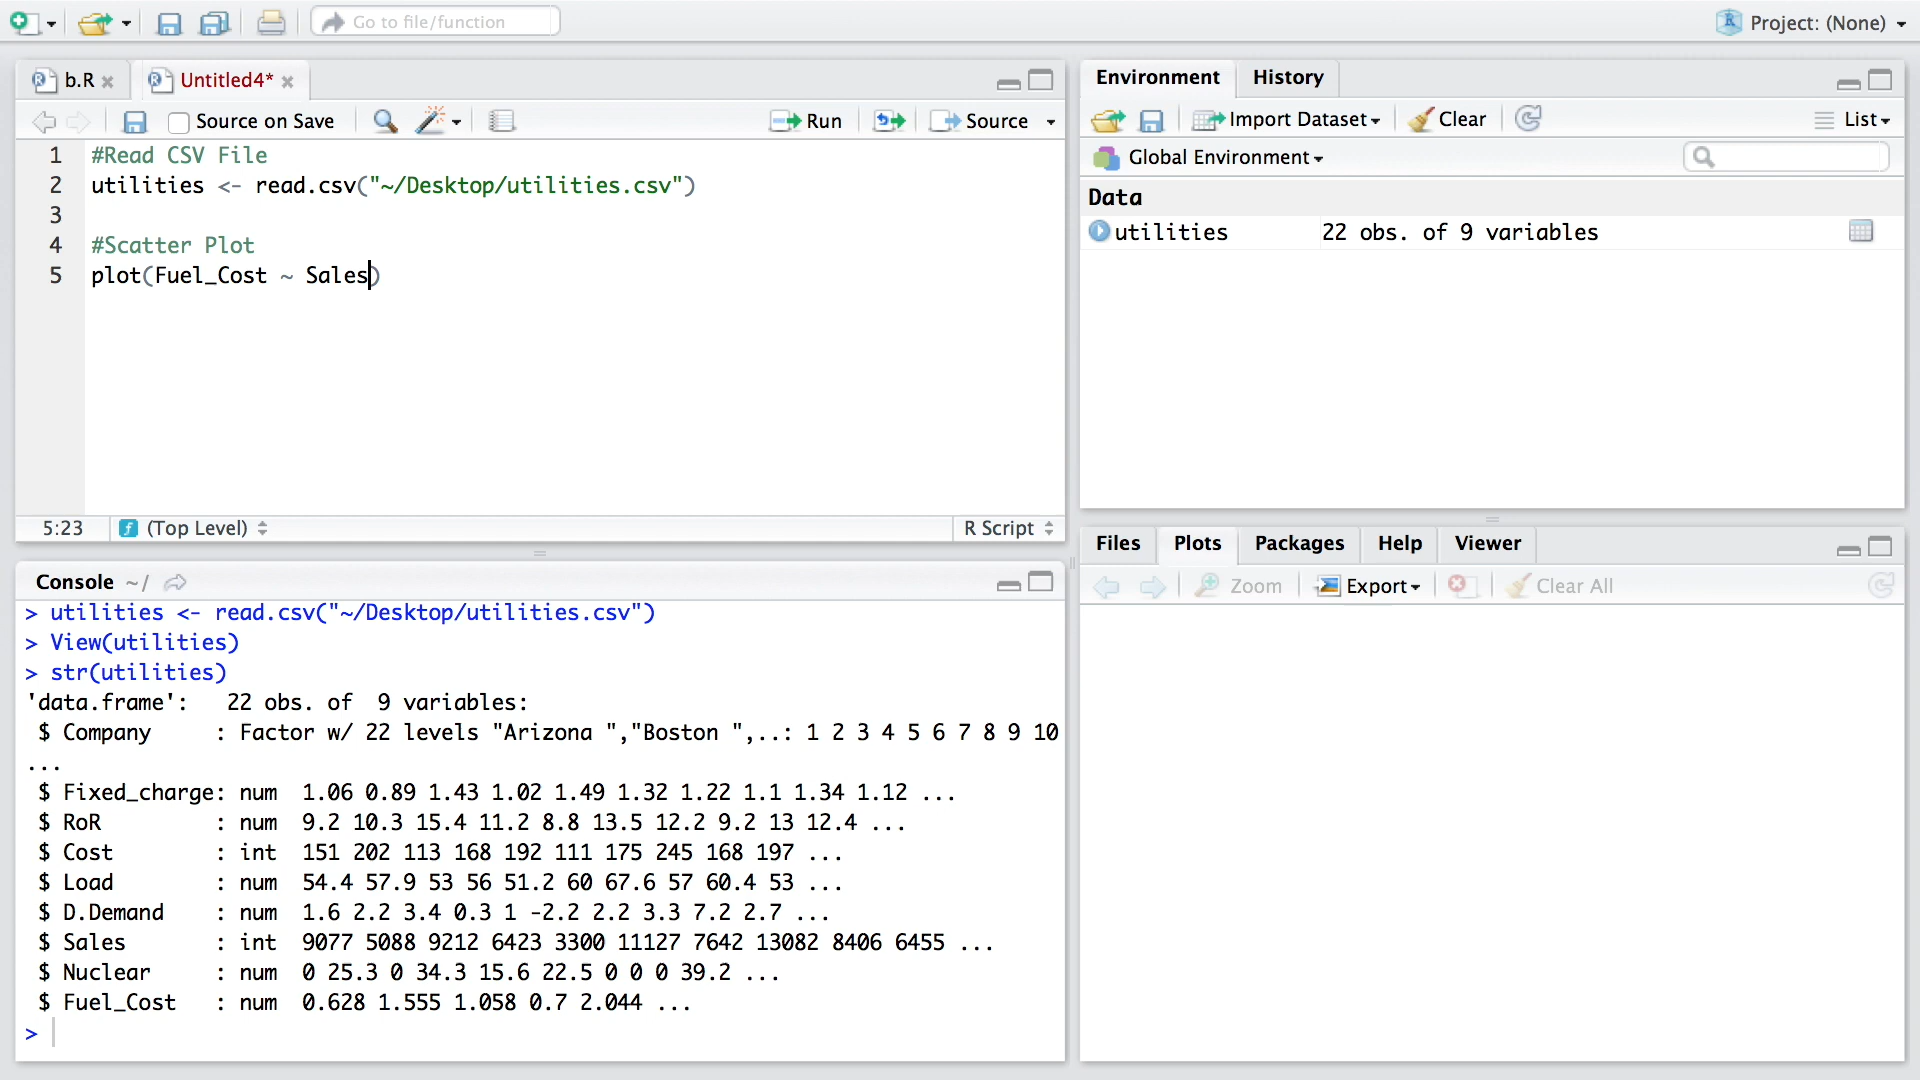 Go to file/function
Project: (None)
b.R
Untitled4*
Source on Save
Run
Source
1 #Read CSV File
2 utilities <- read.csv("~/Desktop/utilities.csv")
3
4 #Scatter Plot
5 plot(Fuel_Cost ~ Sales)
5:23
(Top Level)
R Script
Console ~/
> utilities <- read.csv("~/Desktop/utilities.csv")
> View(utilities)
> str(utilities)
'data.frame':   22 obs. of  9 variables:
 $ Company     : Factor w/ 22 levels "Arizona ","Boston ",..: 1 2 3 4 5 6 7 8 9 10
...
 $ Fixed_charge: num  1.06 0.89 1.43 1.02 1.49 1.32 1.22 1.1 1.34 1.12 ...
 $ RoR         : num  9.2 10.3 15.4 11.2 8.8 13.5 12.2 9.2 13 12.4 ...
 $ Cost        : int  151 202 113 168 192 111 175 245 168 197 ...
 $ Load        : num  54.4 57.9 53 56 51.2 60 67.6 57 60.4 53 ...
 $ D.Demand    : num  1.6 2.2 3.4 0.3 1 -2.2 2.2 3.3 7.2 2.7 ...
 $ Sales       : int  9077 5088 9212 6423 3300 11127 7642 13082 8406 6455 ...
 $ Nuclear     : num  0 25.3 0 34.3 15.6 22.5 0 0 0 39.2 ...
 $ Fuel_Cost   : num  0.628 1.555 1.058 0.7 2.044 ...
>
Environment
History
Import Dataset
Clear
List
Global Environment
Data
utilities 22 obs. of 9 variables
Files
Plots
Packages
Help
Viewer
Zoom
Export
Clear All